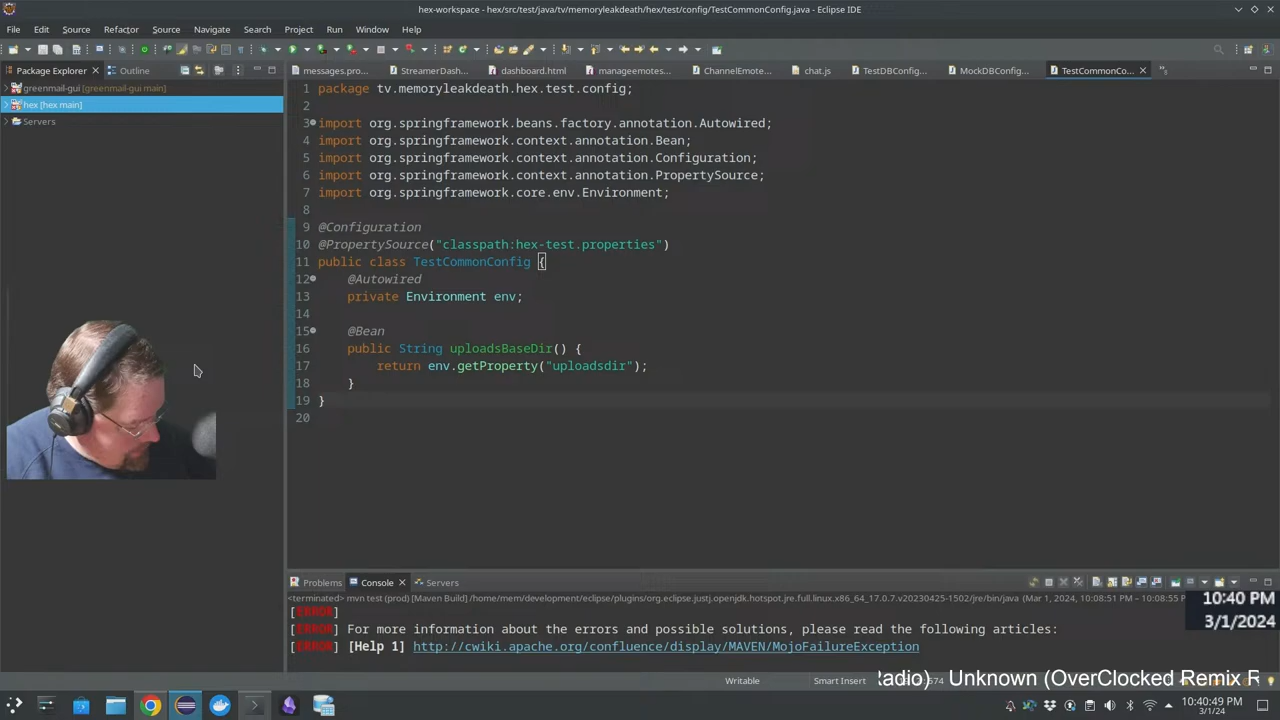 hex-workspace - hex/src/test/java/tv/memoryleakdeath/hex/test/config/TestCommonConfig.java - Eclipse IDE
File Edit Source Refactor Source Navigate Search Project Run Window Help
Package Explorer Outline
messages.pro... StreamerDash... dashboard.html manageemotes... ChannelEmote... chat.js TestDBConfig... MockDBConfig... TestCommonCo...
greenmail-gui [greenmail-gui main]
hex [hex main]
Servers
1 package tv.memoryleakdeath.hex.test.config;
2
3 import org.springframework.beans.factory.annotation.Autowired;
4 import org.springframework.context.annotation.Bean;
5 import org.springframework.context.annotation.Configuration;
6 import org.springframework.context.annotation.PropertySource;
7 import org.springframework.core.env.Environment;
8
9 @Configuration
10 @PropertySource("classpath:hex-test.properties")
11 public class TestCommonConfig {
12 @Autowired
13 private Environment env;
14
15 @Bean
16 public String uploadsBaseDir() {
17 return env.getProperty("uploadsdir");
18 }
19 }
20
Problems Console Servers
<terminated> mvn test (prod) [Maven Build] /home/mem/development/eclipse/plugins/org.eclipse.justj.openjdk.hotspot.jre.full.linux.x86_64_17.0.7.v20230425-1502/jre/bin/java (Mar 1, 2024, 10:08:51 PM – 10:08:55
[ERROR]
[ERROR] For more information about the errors and possible solutions, please read the following articles:
[ERROR] [Help 1] http://cwiki.apache.org/confluence/display/MAVEN/MojoFailureException
10:40 PM
3/1/2024
Writable Smart Insert
Radio) - Unknown (OverClocked Remix R
10:40:49 PM
3/1/24